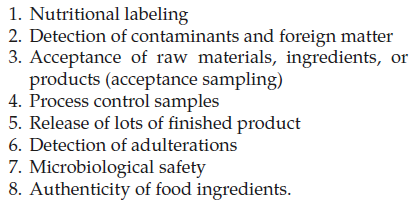 1. Nutritional labeling
2. Detection of contaminants and foreign matter
3. Acceptance of raw materials, ingredients, or
products (acceptance sampling)
4. Process control samples
5. Release of lots of finished product
6. Detection of adulterations
7. Microbiological safety
8. Authenticity of food ingredients.